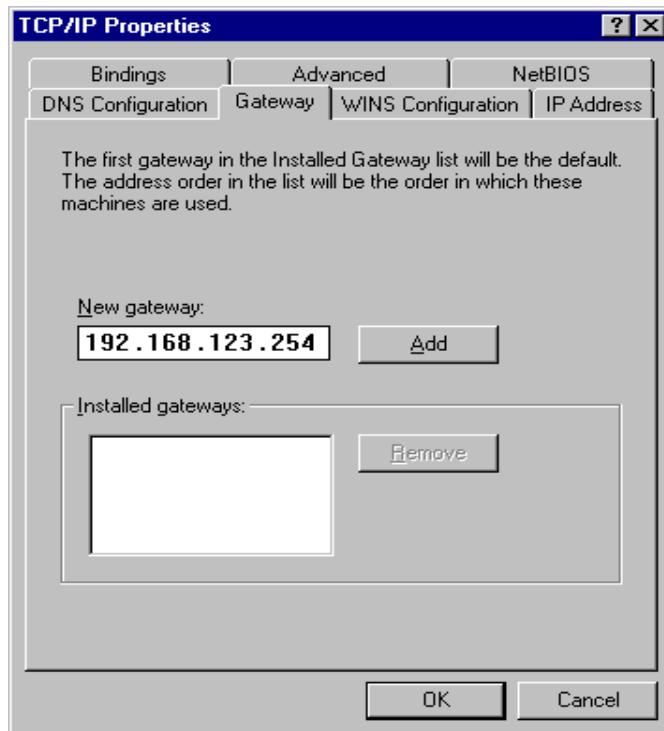 TCP/IP Properties
? X
Bindings Advanced NetBIOS
DNS Configuration Gateway WINS Configuration IP Address
The first gateway in the Installed Gateway list will be the default.
The address order in the list will be the order in which these
machines are used.
New gateway:
192.168.123.254 Add
Installed gateways:
Remove
OK Cancel